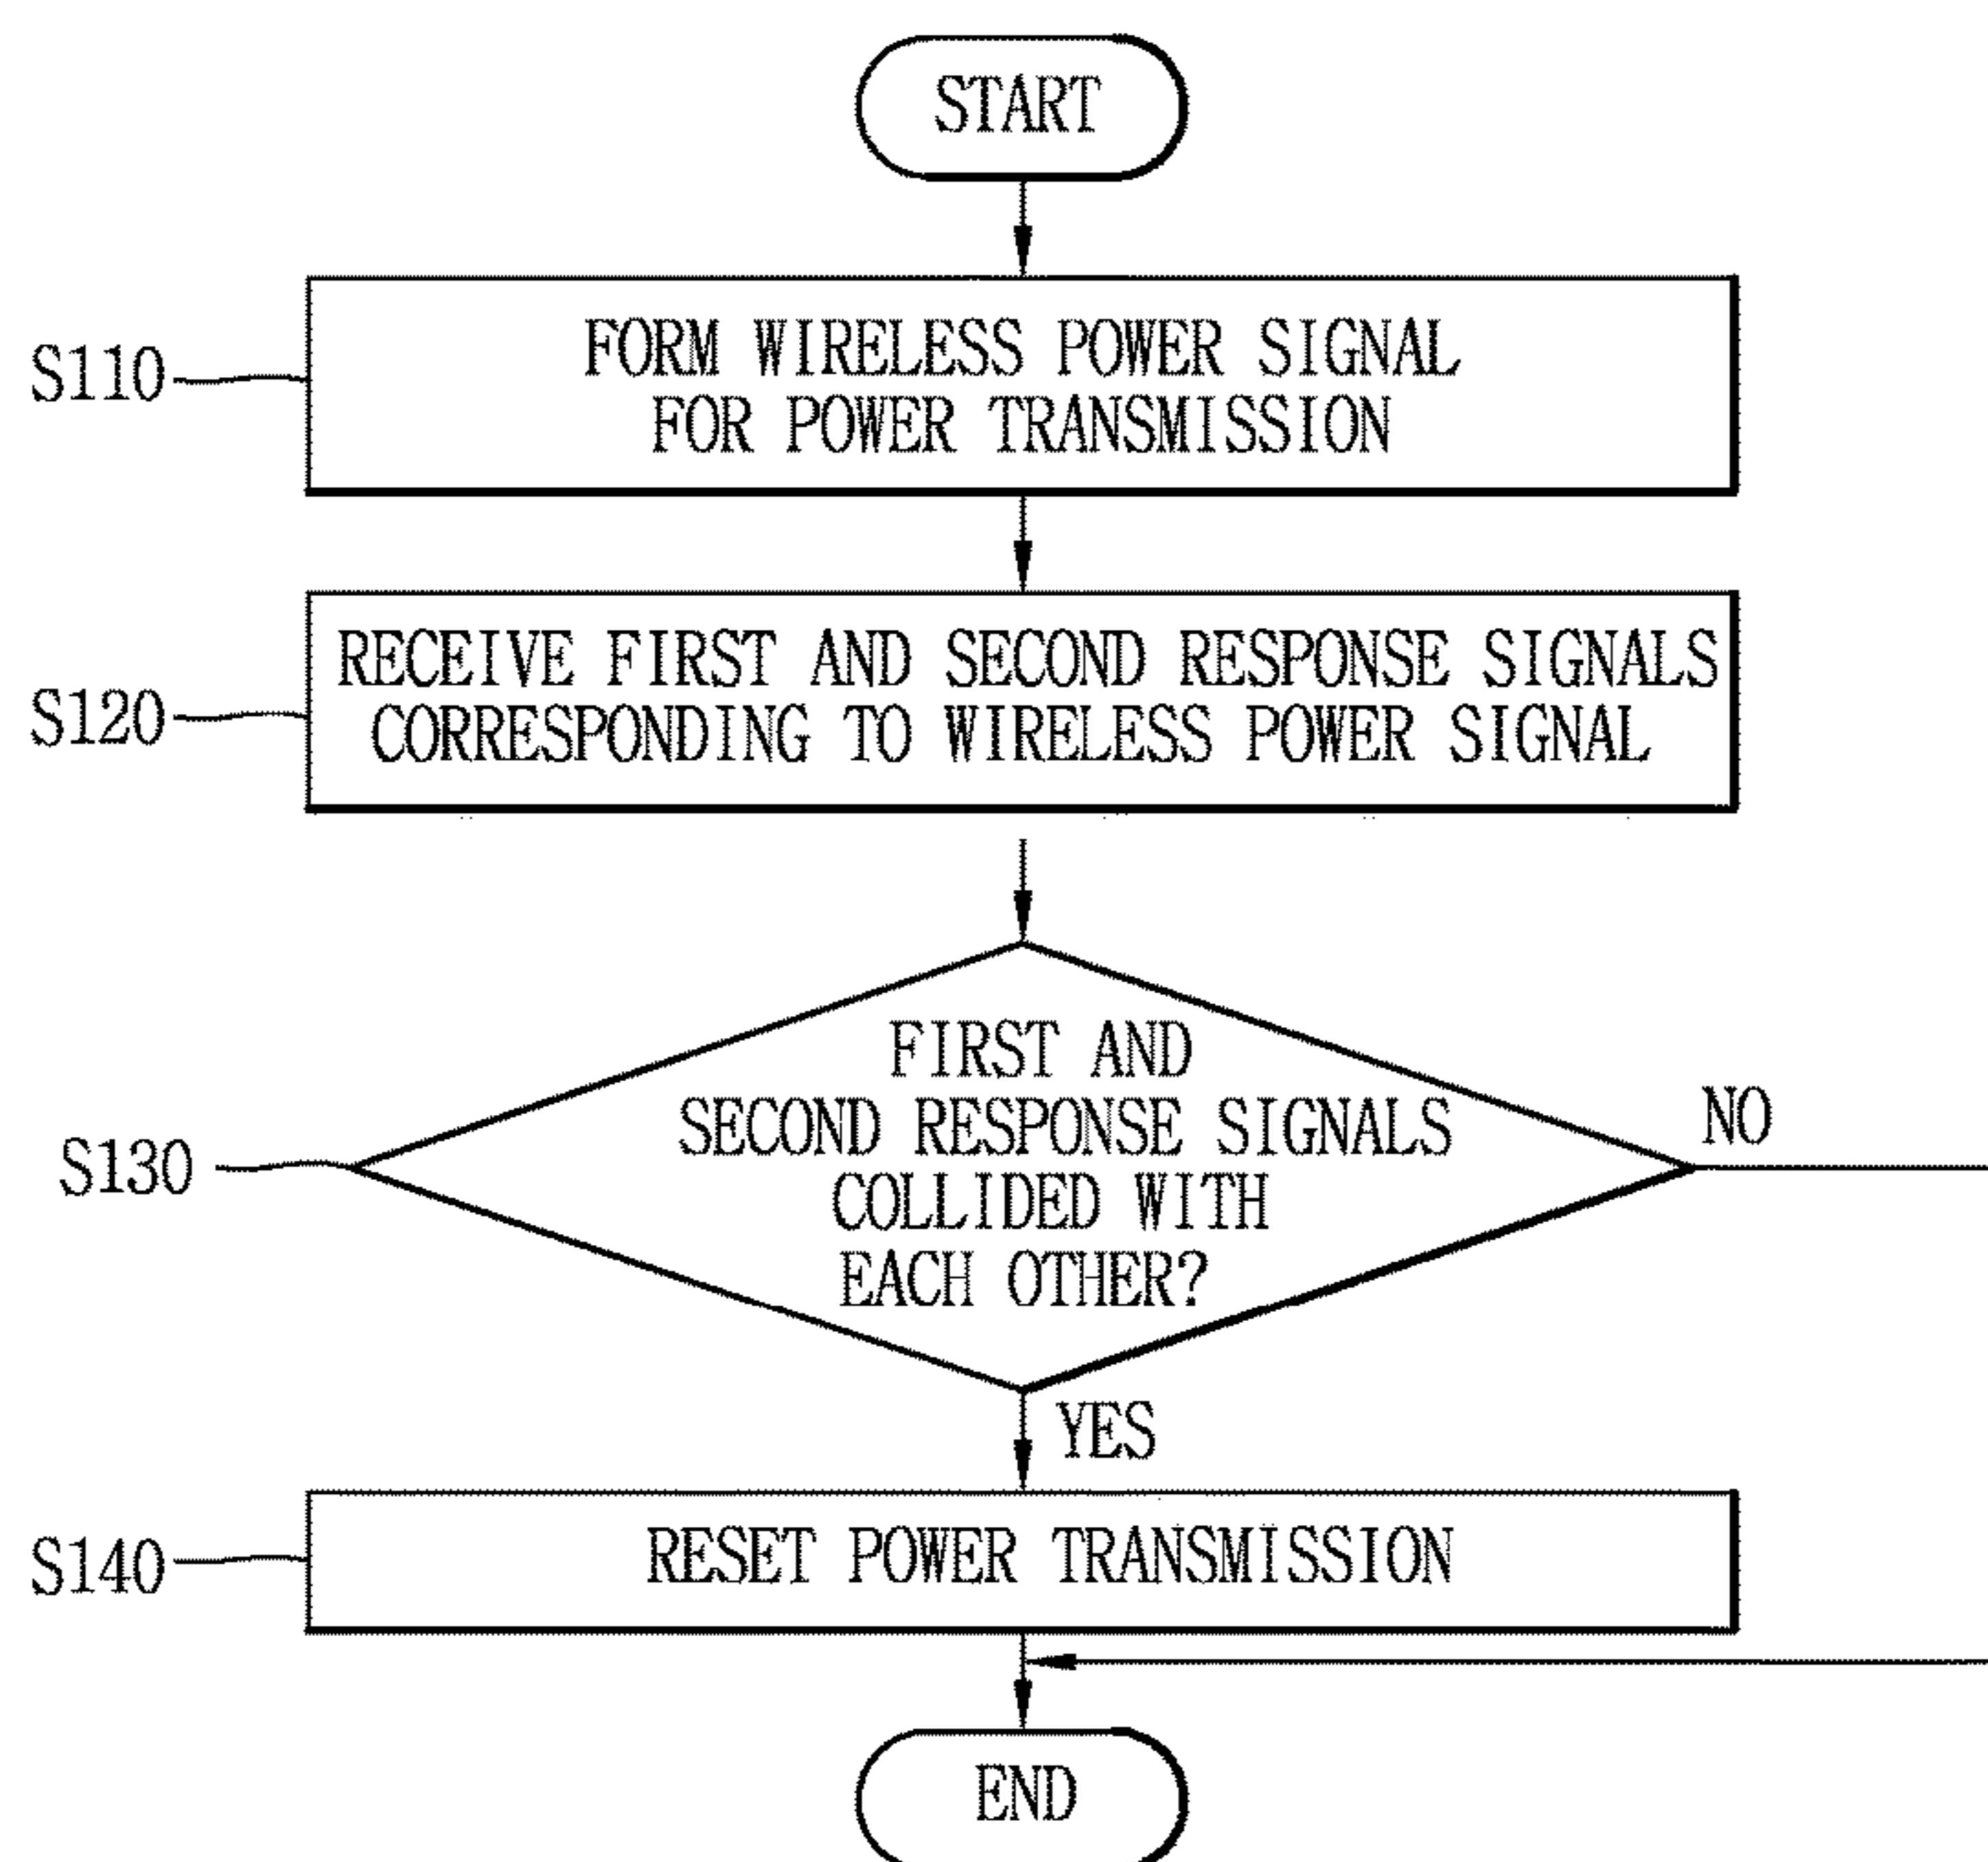 START
S110
FORM WIRELESS POWER SIGNAL
FOR POWER TRANSMISSION
S120
RECEIVE FIRST AND SECOND RESPONSE SIGNALS
CORRESPONDING TO WIRELESS POWER SIGNAL
S130
FIRST AND
SECOND RESPONSE SIGNALS
COLLIDED WITH
EACH OTHER?
NO
YES
S140
RESET POWER TRANSMISSION
END